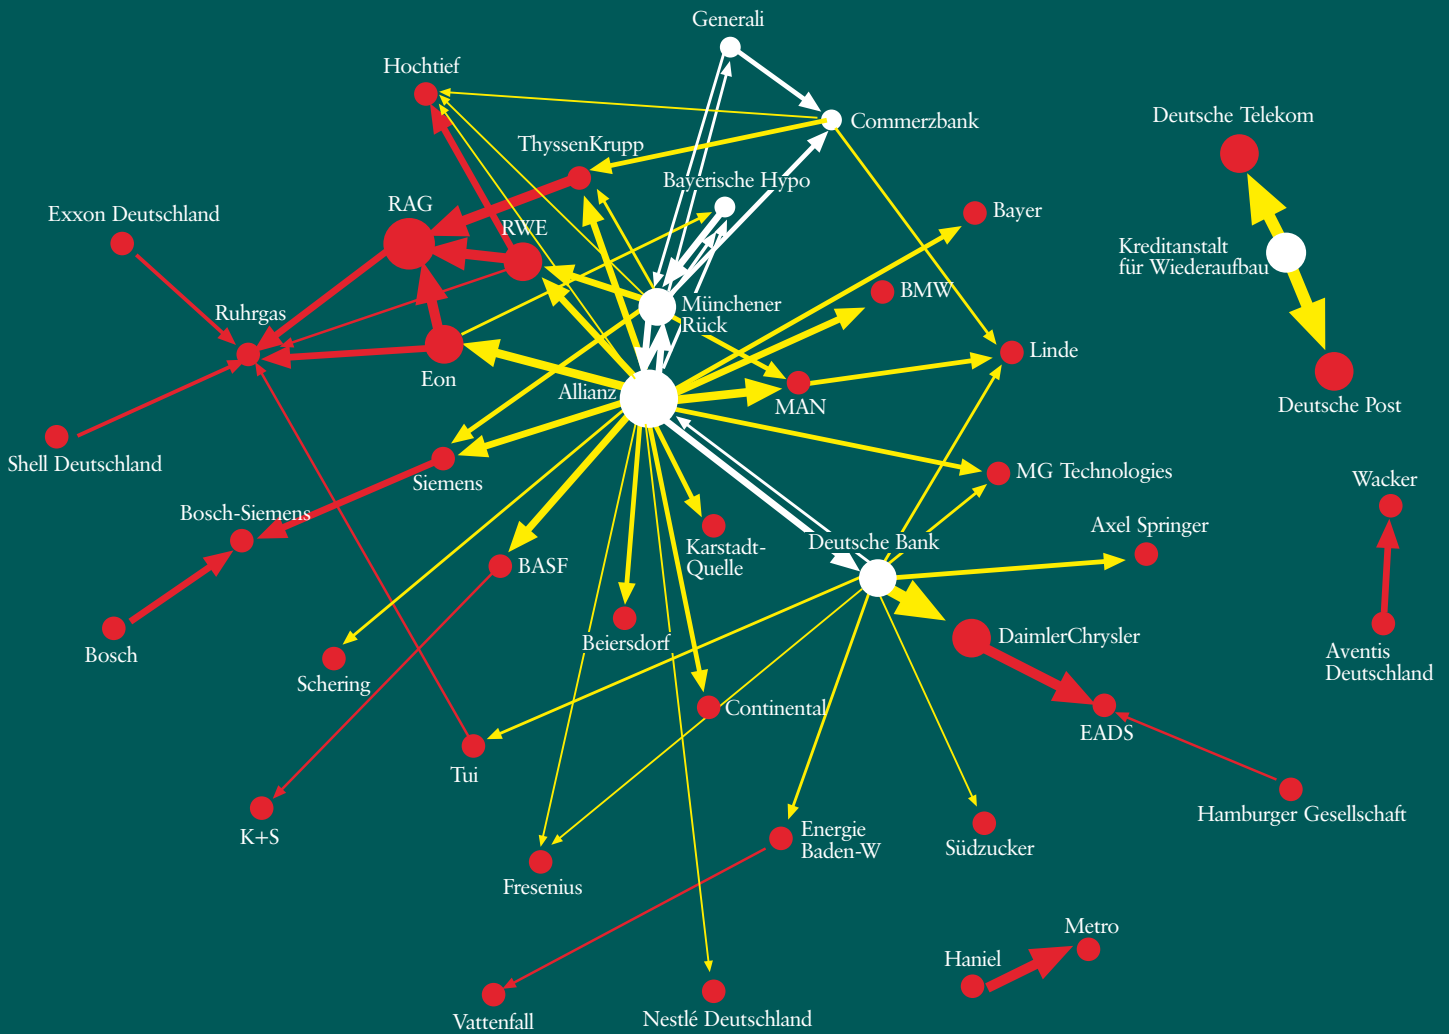 Generali
Hochtief
Commerzbank
Deutsche Telekom
ThyssenKrupp
Bayerische Hypo
RAG
Bayer
Exxon Deutschland
RWE
Kreditanstalt
für Wiederaufbau
BMW
Münchener
Rück
Ruhrgas
Linde
Eon
Allianz
MAN
Deutsche Post
Shell Deutschland
Siemens
MG Technologies
Wacker
Bosch-Siemens
Axel Springer
Deutsche Bank
Karstadt-
Quelle
BASF
Beiersdorf
DaimlerChrysler
Bosch
Aventis
Deutschland
Schering
Continental
EADS
Tui
Hamburger Gesellschaft
K+S
Energie
Baden-W
Südzucker
Fresenius
Metro
Haniel
Vattenfall
Nestlé Deutschland